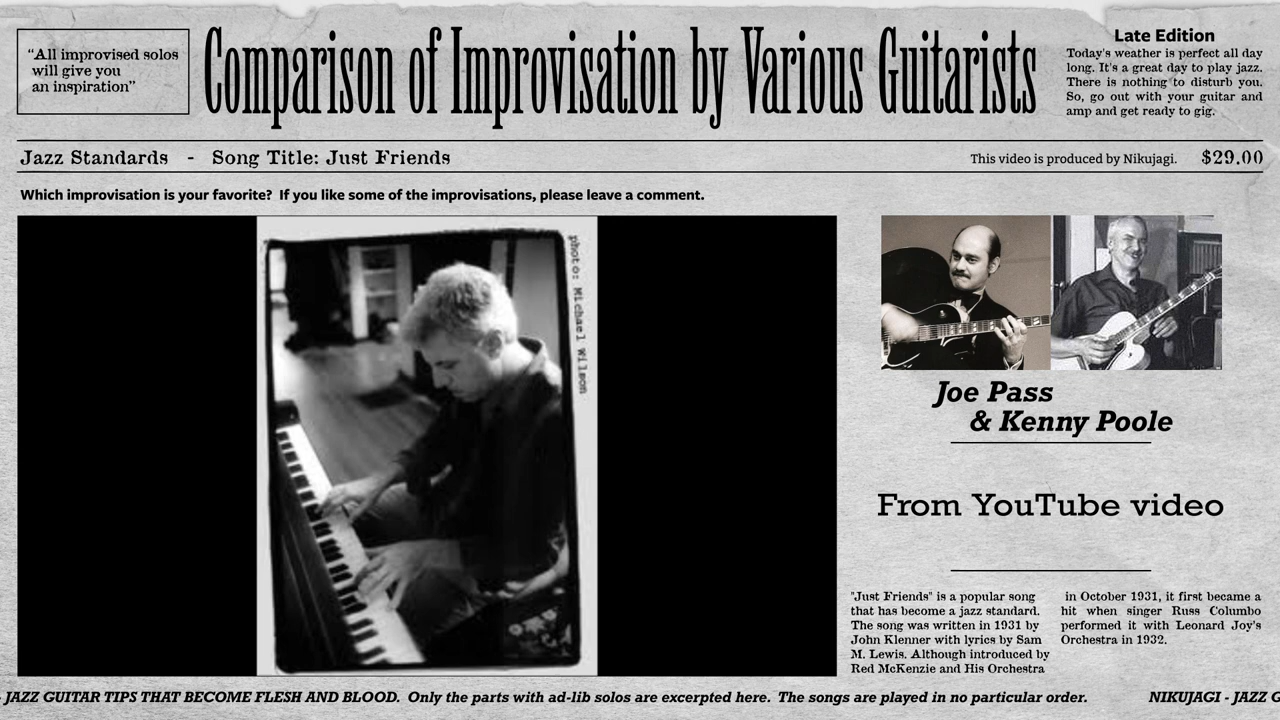 “All improvised solos
will give you
an inspiration”
Comparison of Improvisation by Various Guitarists
Late Edition
Today's weather is perfect all day
long. It's a great day to play jazz.
There is nothing to disturb you.
So, go out with your guitar and
amp and get ready to gig.
Jazz Standards - Song Title: Just Friends
This video is produced by Nikujagi. $29.00
Which improvisation is your favorite? If you like some of the improvisations, please leave a comment.
photo: Michael Wilson
Joe Pass
& Kenny Poole
From YouTube video
"Just Friends" is a popular song
that has become a jazz standard.
The song was written in 1931 by
John Klenner with lyrics by Sam
M. Lewis. Although introduced by
Red McKenzie and His Orchestra
in October 1931, it first became a
hit when singer Russ Columbo
performed it with Leonard Joy's
Orchestra in 1932.
- JAZZ GUITAR TIPS THAT BECOME FLESH AND BLOOD. Only the parts with ad-lib solos are excerpted here. The songs are played in no particular order. NIKUJAGI - JAZZ G